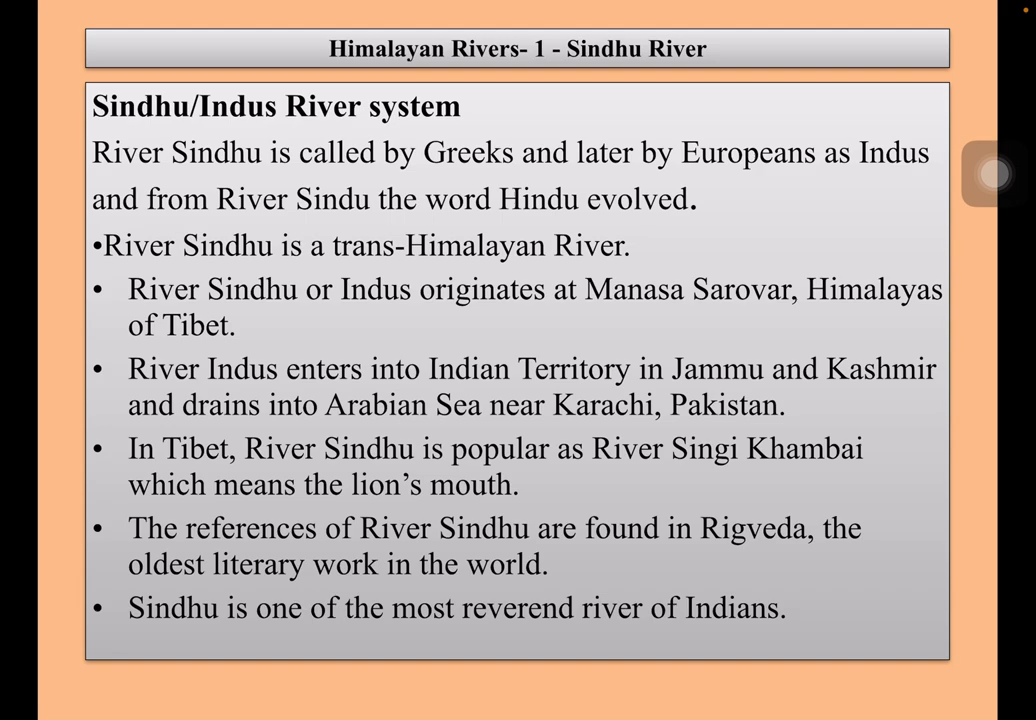 Himalayan Rivers- 1 - Sindhu River
Sindhu/Indus River system
River Sindhu is called by Greeks and later by Europeans as Indus
and from River Sindu the word Hindu evolved.
•River Sindhu is a trans-Himalayan River.
• River Sindhu or Indus originates at Manasa Sarovar, Himalayas
of Tibet.
• River Indus enters into Indian Territory in Jammu and Kashmir
and drains into Arabian Sea near Karachi, Pakistan.
• In Tibet, River Sindhu is popular as River Singi Khambai
which means the lion’s mouth.
• The references of River Sindhu are found in Rigveda, the
oldest literary work in the world.
• Sindhu is one of the most reverend river of Indians.